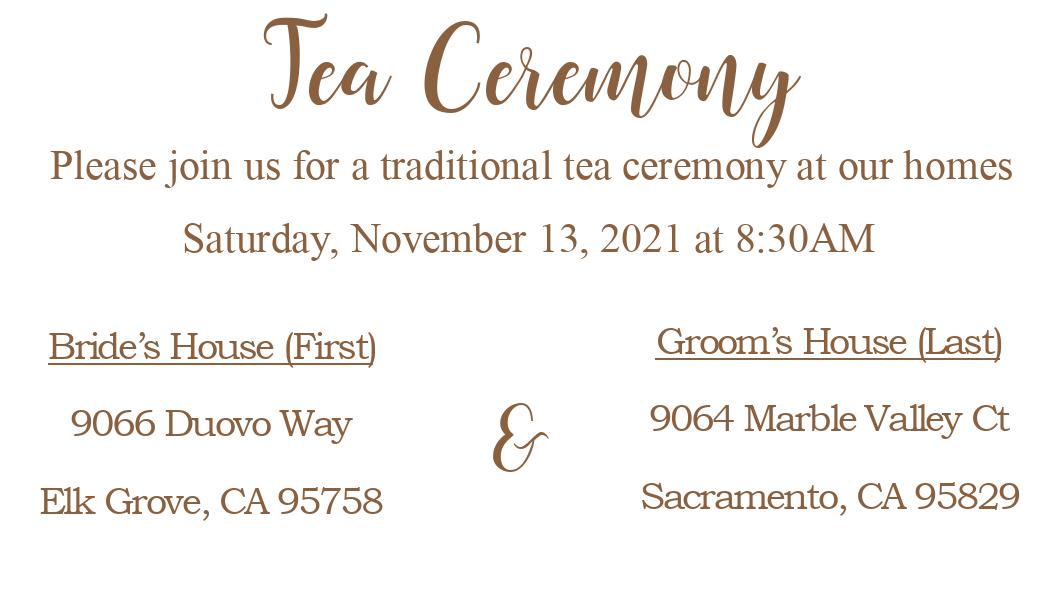 Tea Ceremony
Please join us for a traditional tea ceremony at our homes
Saturday, November 13, 2021 at 8:30AM
Bride's House (First)
9066 Duovo Way
Elk Grove, CA 95758
&
Groom's House (Last)
9064 Marble Valley Ct
Sacramento, CA 95829